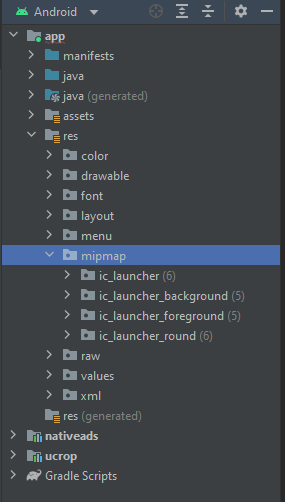 Android
app
manifests
java
java (generated)
assets
res
color
drawable
font
layout
menu
mipmap
ic_launcher (6)
ic_launcher_background (5)
ic_launcher_foreground (5)
ic_launcher_round (6)
raw
values
xml
res (generated)
nativeads
ucrop
Gradle Scripts